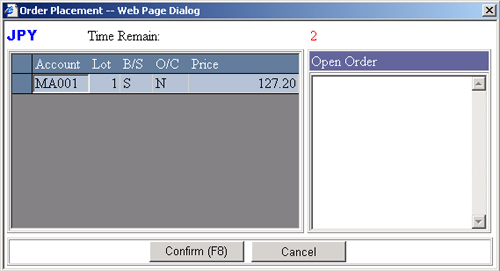 Order Placement -- Web Page Dialog
JPY Time Remain: 2
Account Lot B/S O/C Price
MA001 1 S N 127.20
Open Order
Confirm (F8) Cancel